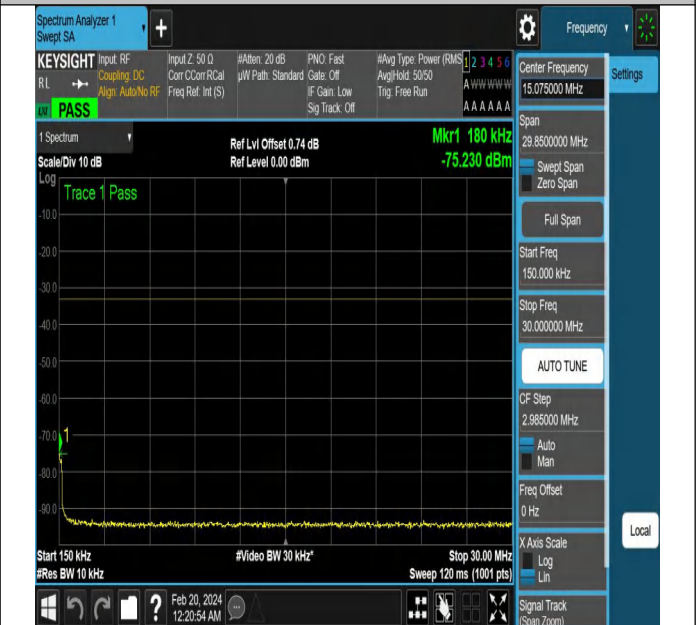 Spectrum Analyzer 1
Swept SA
+
Frequency
KEYSIGHT
RL
PASS
Input: RF
Coupling: DC
Align: Auto/No RF
Input Z: 50 Ω
Corr CCorr RCal
Freq Ref: Int (S)
#Atten: 20 dB
µW Path: Standard
PNO: Fast
Gate: Off
IF Gain: Low
Sig Track: Off
#Avg Type: Power (RMS
Avg|Hold: 50/50
Trig: Free Run
1 2 3 4 5 6
A W W W W W
A A A A A A
1 Spectrum
Scale/Div 10 dB
Ref Lvl Offset 0.74 dB
Ref Level 0.00 dBm
Mkr1 180 kHz
-75.230 dBm
Log
Trace 1 Pass
-10.0
-20.0
-30.0
-40.0
-50.0
-60.0
-70.0
-80.0
-90.0
1
Start 150 kHz
#Res BW 10 kHz
#Video BW 30 kHz*
Stop 30.00 MHz
Sweep 120 ms (1001 pts)
?
Feb 20, 2024
12:20:54 AM
Center Frequency
15.075000 MHz
Settings
Span
29.8500000 MHz
Swept Span
Zero Span
Full Span
Start Freq
150.000 kHz
Stop Freq
30.000000 MHz
AUTO TUNE
CF Step
2.985000 MHz
Auto
Man
Freq Offset
0 Hz
X Axis Scale
Log
Lin
Local
Signal Track
(Span Zoom)